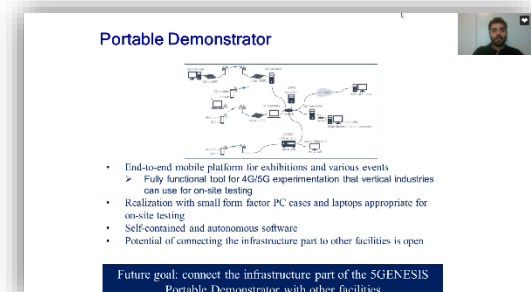 Portable Demonstrator
• End-to-end mobile platform for exhibitions and various events
➤ Fully functional tool for 4G/5G experimentation that vertical industries
can use for on-site testing
• Realization with small form factor PC cases and laptops appropriate for
on-site testing
• Self-contained and autonomous software
• Potential of connecting the infrastructure part to other facilities is open
Future goal: connect the infrastructure part of the 5GENESIS
Portable Demonstrator with other facilities